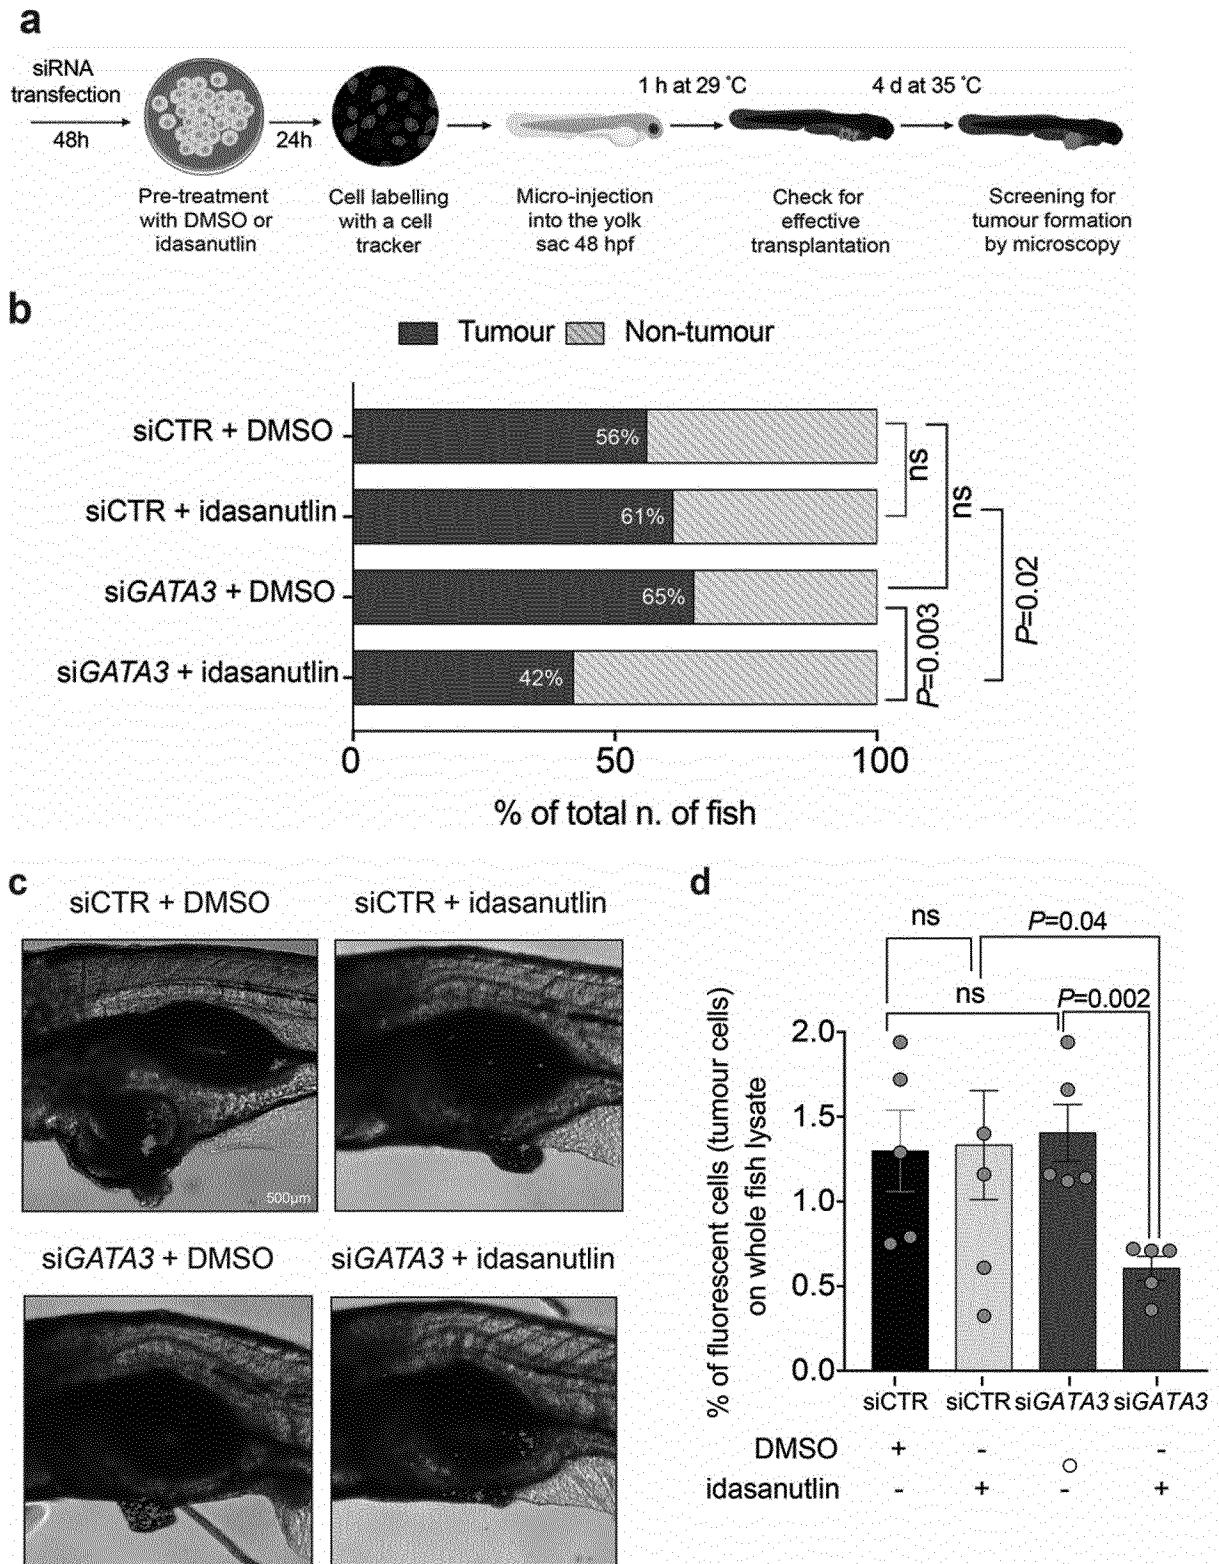 a
siRNA
transfection
48h
24h
1 h at 29 °C
4 d at 35 °C
Pre-treatment
with DMSO or
idasanutlin
Cell labelling
with a cell
tracker
Micro-injection
into the yolk
sac 48 hpf
Check for
effective
transplantation
Screening for
tumour formation
by microscopy
b
Tumour Non-tumour
siCTR + DMSO
56%
siCTR + idasanutlin
61%
siGATA3 + DMSO
65%
siGATA3 + idasanutlin
42%
ns
ns
P=0.003
P=0.02
0 50 100
% of total n. of fish
c
siCTR + DMSO
siCTR + idasanutlin
500µm
siGATA3 + DMSO
siGATA3 + idasanutlin
d
ns
P=0.04
ns
P=0.002
% of fluorescent cells (tumour cells)
on whole fish lysate
2.0
1.5
1.0
0.5
0.0
siCTR siCTR siGATA3 siGATA3
DMSO + - -
idasanutlin - + - +